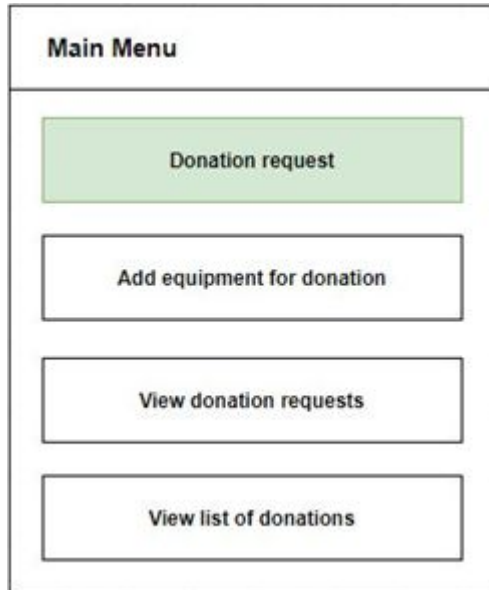 Main Menu
Donation request
Add equipment for donation
View donation requests
View list of donations